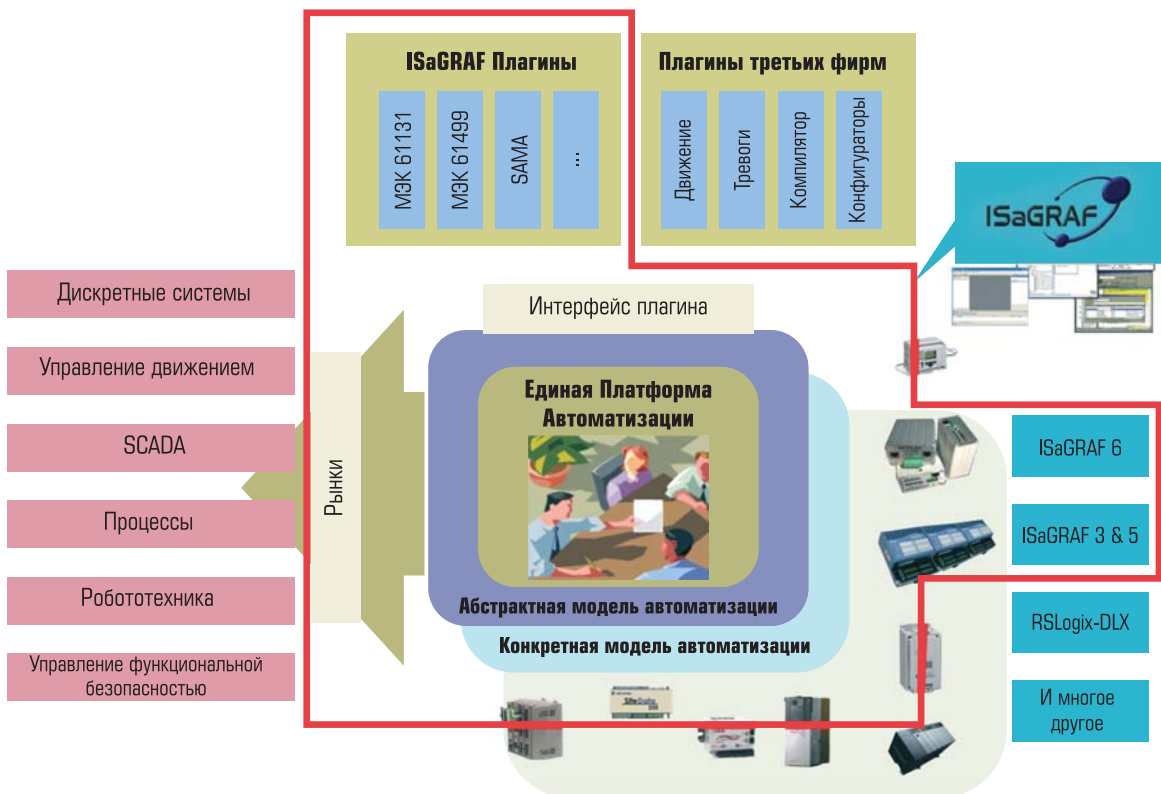 ISaGRAF Плагины
МЭК 61131
МЭК 61499
SAMA
...
Плагины третьих фирм
Движение
Тревоги
Компилятор
Конфигураторы
ISaGRAF
Дискретные системы
Управление движением
SCADA
Процессы
Робототехника
Управление функциональной
безопасностью
Рынки
Интерфейс плагина
Единая Платформа
Автоматизации
Абстрактная модель автоматизации
Конкретная модель автоматизации
ISaGRAF 6
ISaGRAF 3 & 5
RSLogix-DLX
И многое
другое